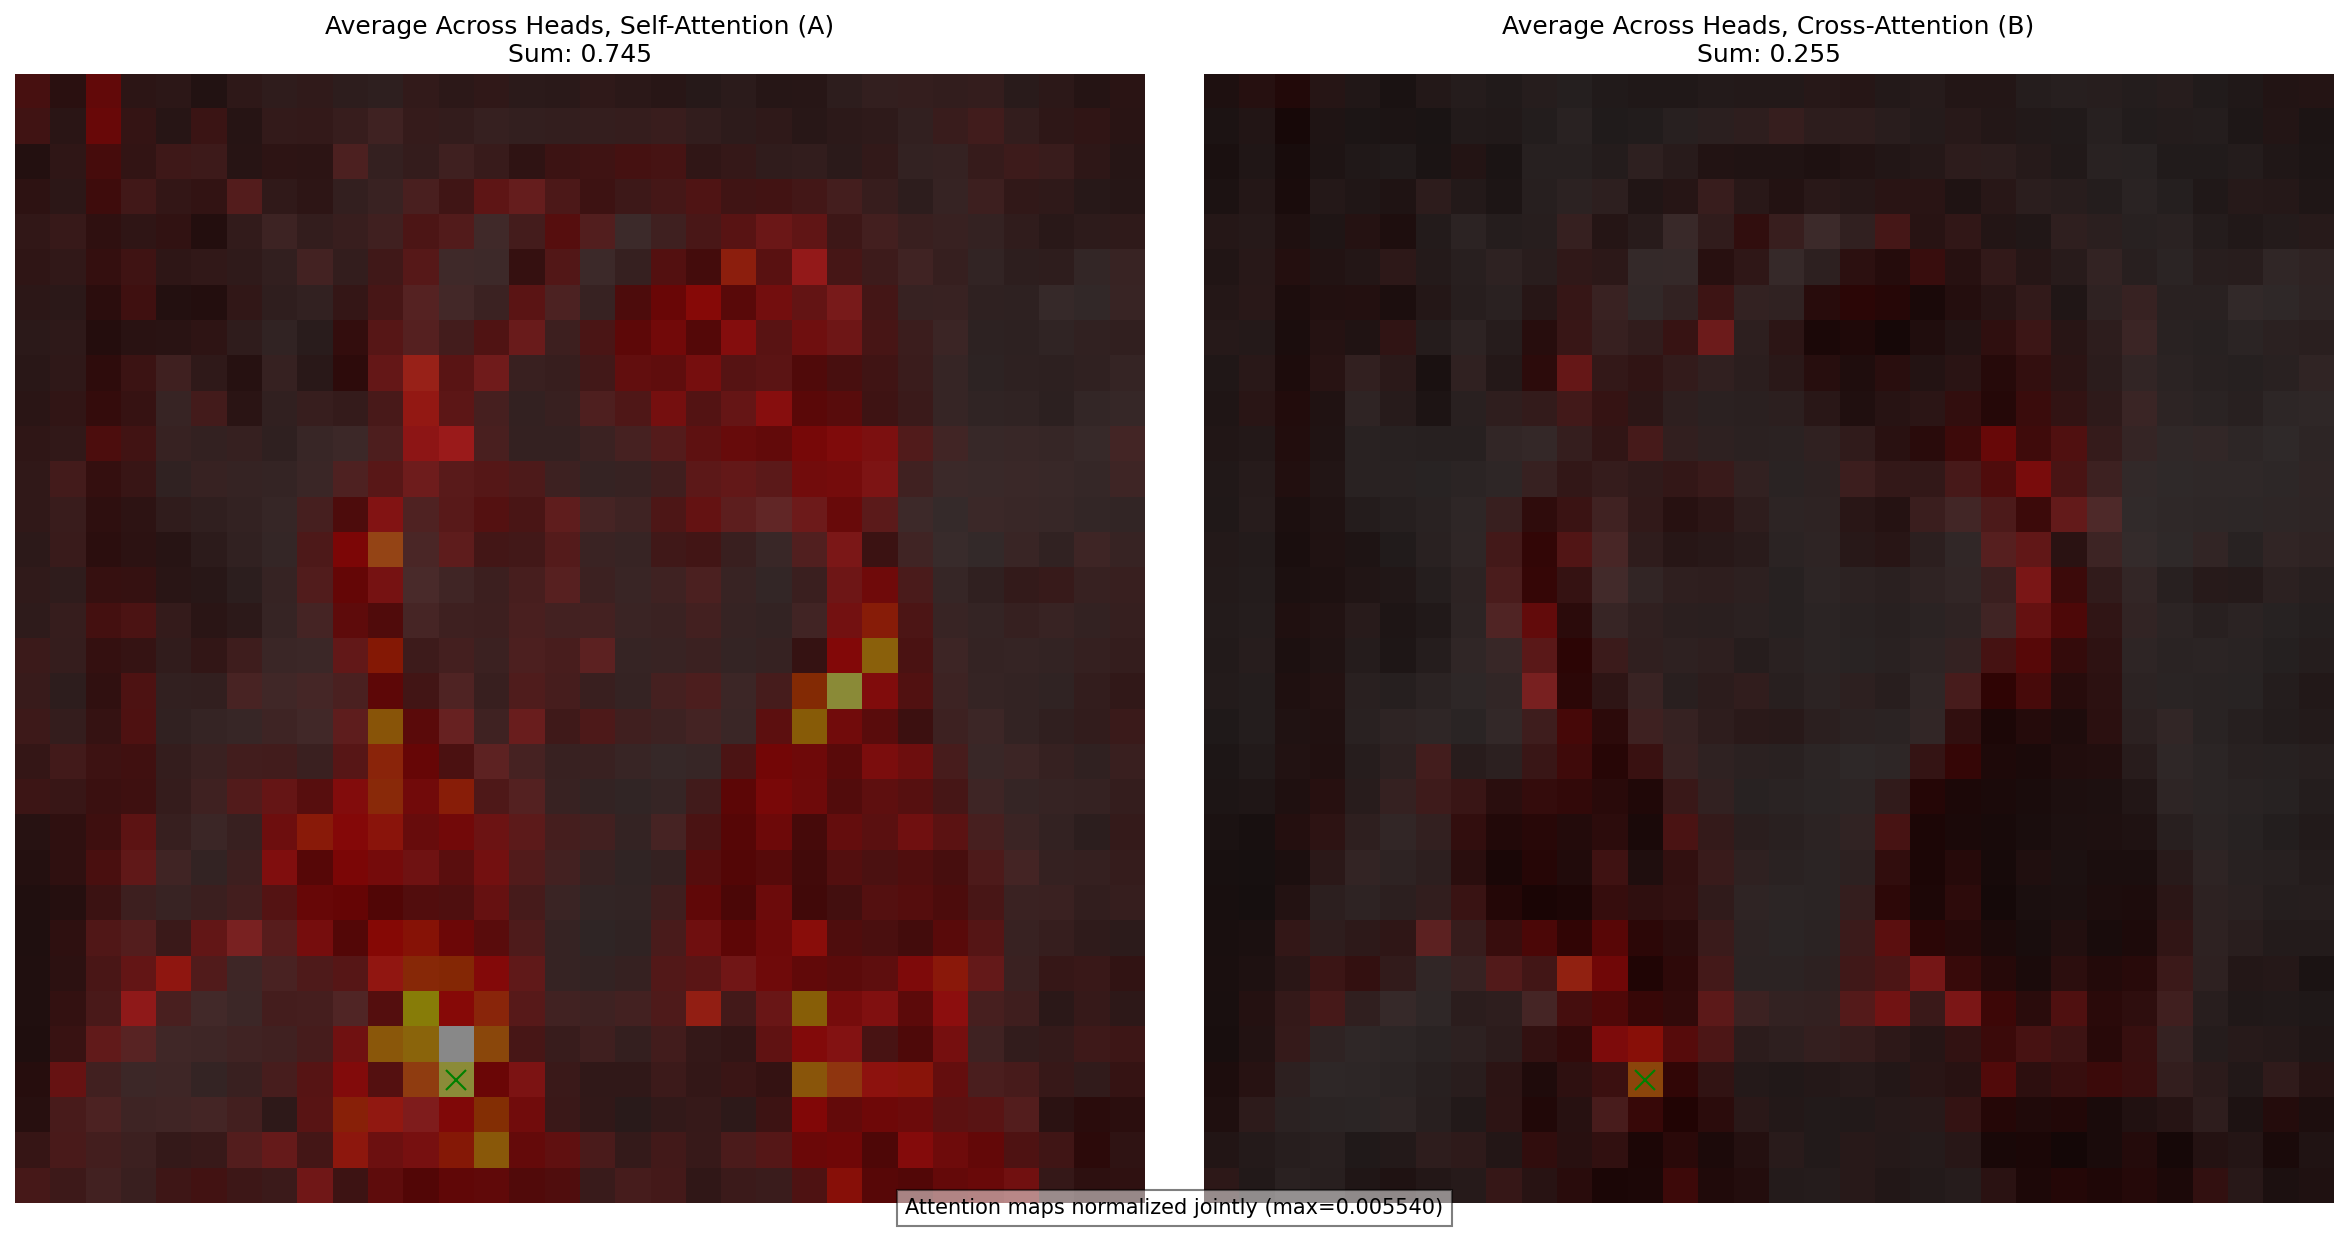 Average Across Heads, Self-Attention (A)
Sum: 0.745
Average Across Heads, Cross-Attention (B)
Sum: 0.255
Attention maps normalized jointly (max=0.005540)